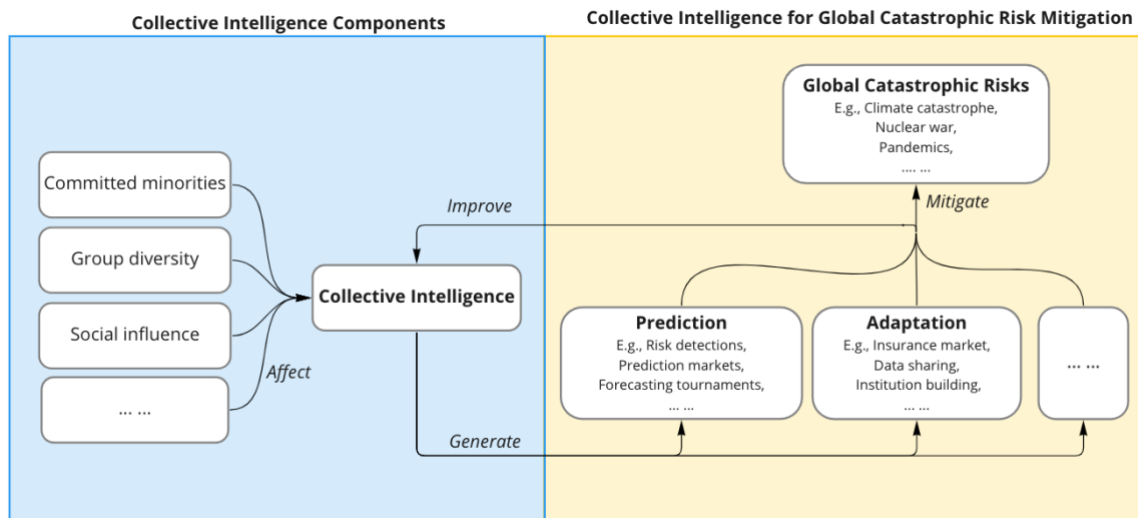 Collective Intelligence Components
Collective Intelligence for Global Catastrophic Risk Mitigation
Committed minorities
Group diversity
Social influence
... ...
Affect
Collective Intelligence
Improve
Generate
Global Catastrophic Risks
E.g., Climate catastrophe,
Nuclear war,
Pandemics,
.... ...
Mitigate
Prediction
E.g., Risk detections,
Prediction markets,
Forecasting tournaments,
... ...
Adaptation
E.g., Insurance market,
Data sharing,
Institution building,
... ...
... ...